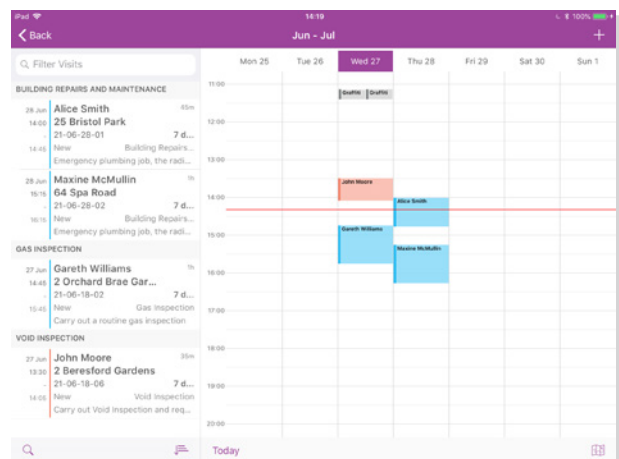 iPad 14:19 100%
Back Jun - Jul +
Filter Visits
Mon 25 Tue 26 Wed 27 Thu 28 Fri 29 Sat 30 Sun 1
BUILDING REPAIRS AND MAINTENANCE
28 Jun Alice Smith 45m
14:00 25 Bristol Park
- 21-06-28-01 7 d...
14:45 New Building Repairs...
Emergency plumbing job, the radi...
28 Jun Maxine McMullin 1h
15:15 64 Spa Road
- 21-06-28-02 7 d...
16:15 New Building Repairs...
Emergency plumbing job, the radi...
GAS INSPECTION
27 Jun Gareth Williams 1h
14:45 2 Orchard Brae Gar...
- 21-06-18-02 7 d...
15:45 New Gas Inspection
Carry out a routine gas inspection
VOID INSPECTION
27 Jun John Moore 35m
13:30 2 Beresford Gardens
- 21-06-18-06 7 d...
14:05 New Void Inspection
Carry out Void Inspection and req...
11:00
Graffiti Graffiti
12:00
13:00
John Moore
14:00
Alice Smith
Gareth Williams
15:00
Maxine McMullin
16:00
17:00
18:00
19:00
20:00
Today